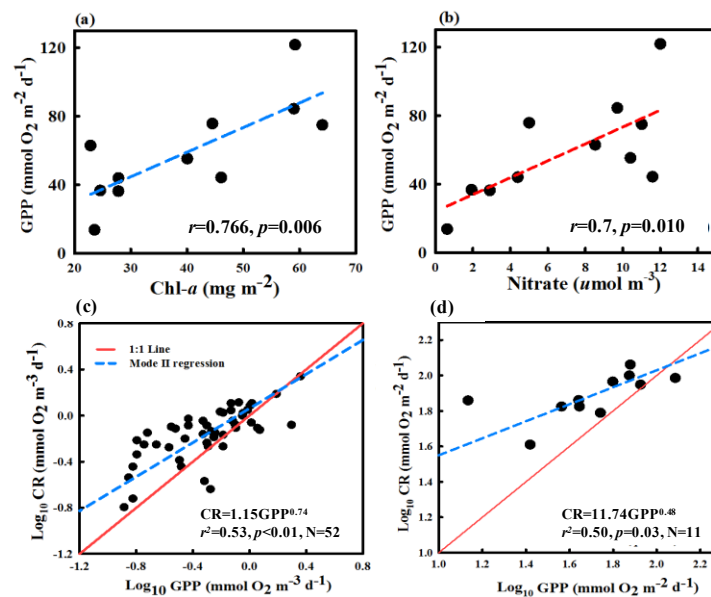 (a)
GPP (mmol O2 m-2 d-1)
120
80
40
0
r=0.766, p=0.006
20 30 40 50 60 70
Chl-a (mg m-2)
(b)
GPP (mmol O2 m-2 d-1)
120
80
40
0
r=0.7, p=0.010
0 3 6 9 12
Nitrate (umol m-3)
(c)
Log10 CR (mmol O2 m-3 d-1)
0.8
0.4
0.0
-0.4
-0.8
-1.2
1:1 Line
Mode II regression
CR=1.15GPP0.74
r2=0.53, p<0.01, N=52
-1.2 -0.8 -0.4 0.0 0.4 0.8
Log10 GPP (mmol O2 m-3 d-1)
(d)
Log10 CR (mmol O2 m-2 d-1)
2.2
2.0
1.8
1.6
1.4
1.2
1.0
CR=11.74GPP0.48
r2=0.50, p=0.03, N=11
1.0 1.2 1.4 1.6 1.8 2.0 2.2
Log10 GPP (mmol O2 m-2 d-1)